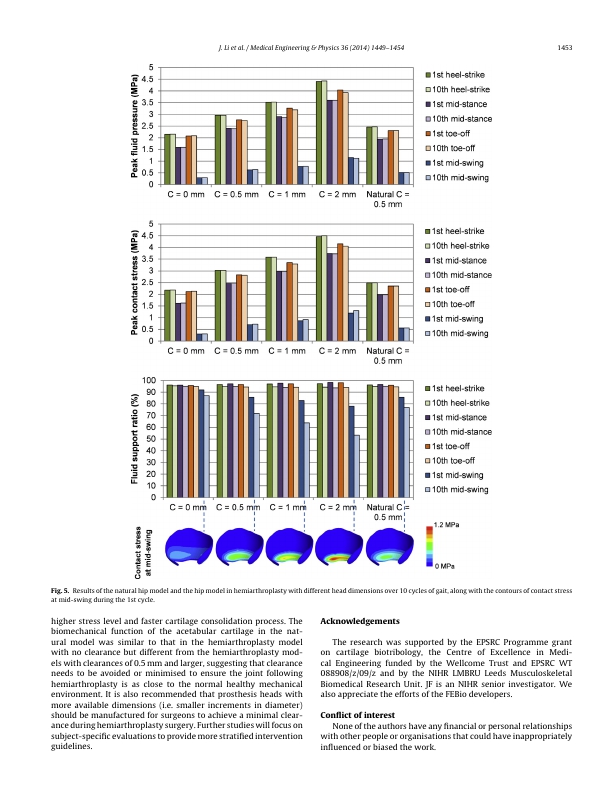 J. Li et al. / Medical Engineering & Physics 36 (2014) 1449–1454
1453
Peak fluid pressure (MPa)
5
4.5
4
3.5
3
2.5
2
1.5
1
0.5
0
C = 0 mm
C = 0.5 mm
C = 1 mm
C = 2 mm
Natural C =
0.5 mm
1st heel-strike
10th heel-strike
1st mid-stance
10th mid-stance
1st toe-off
10th toe-off
1st mid-swing
10th mid-swing
Peak contact stress (MPa)
5
4.5
4
3.5
3
2.5
2
1.5
1
0.5
0
C = 0 mm
C = 0.5 mm
C = 1 mm
C = 2 mm
Natural C =
0.5 mm
1st heel-strike
10th heel-strike
1st mid-stance
10th mid-stance
1st toe-off
10th toe-off
1st mid-swing
10th mid-swing
Fluid support ratio (%)
100
90
80
70
60
50
40
30
20
10
0
C = 0 mm
C = 0.5 mm
C = 1 mm
C = 2 mm
Natural C =
0.5 mm
1st heel-strike
10th heel-strike
1st mid-stance
10th mid-stance
1st toe-off
10th toe-off
1st mid-swing
10th mid-swing
Contact stress
at mid-swing
1.2 MPa
0 MPa
Fig. 5. Results of the natural hip model and the hip model in hemiarthroplasty with different head dimensions over 10 cycles of gait, along with the contours of contact stress
at mid-swing during the 1st cycle.
higher stress level and faster cartilage consolidation process. The
biomechanical function of the acetabular cartilage in the nat-
ural model was similar to that in the hemiarthroplasty model
with no clearance but different from the hemiarthroplasty mod-
els with clearances of 0.5 mm and larger, suggesting that clearance
needs to be avoided or minimised to ensure the joint following
hemiarthroplasty is as close to the normal healthy mechanical
environment. It is also recommended that prosthesis heads with
more available dimensions (i.e. smaller increments in diameter)
should be manufactured for surgeons to achieve a minimal clear-
ance during hemiarthroplasty surgery. Further studies will focus on
subject-specific evaluations to provide more stratified intervention
guidelines.
Acknowledgements
The research was supported by the EPSRC Programme grant
on cartilage biotribology, the Centre of Excellence in Medi-
cal Engineering funded by the Wellcome Trust and EPSRC WT
088908/z/09/z and by the NIHR LMBRU Leeds Musculoskeletal
Biomedical Research Unit. JF is an NIHR senior investigator. We
also appreciate the efforts of the FEBio developers.
Conflict of interest
None of the authors have any financial or personal relationships
with other people or organisations that could have inappropriately
influenced or biased the work.